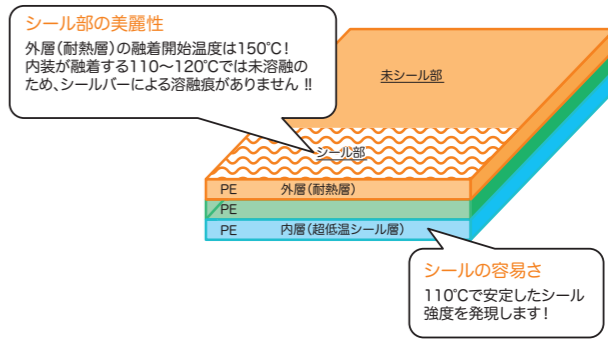 シール部の美麗性
外層（耐熱層）の融着開始温度は150℃！
内装が融着する110～120℃では未溶融の
ため、シールバーによる溶融痕がありません !!
未シール部
シール部
PE 外層（耐熱層）
PE
PE 内層（超低温シール層）
シールの容易さ
110℃で安定したシール
強度を発現します！